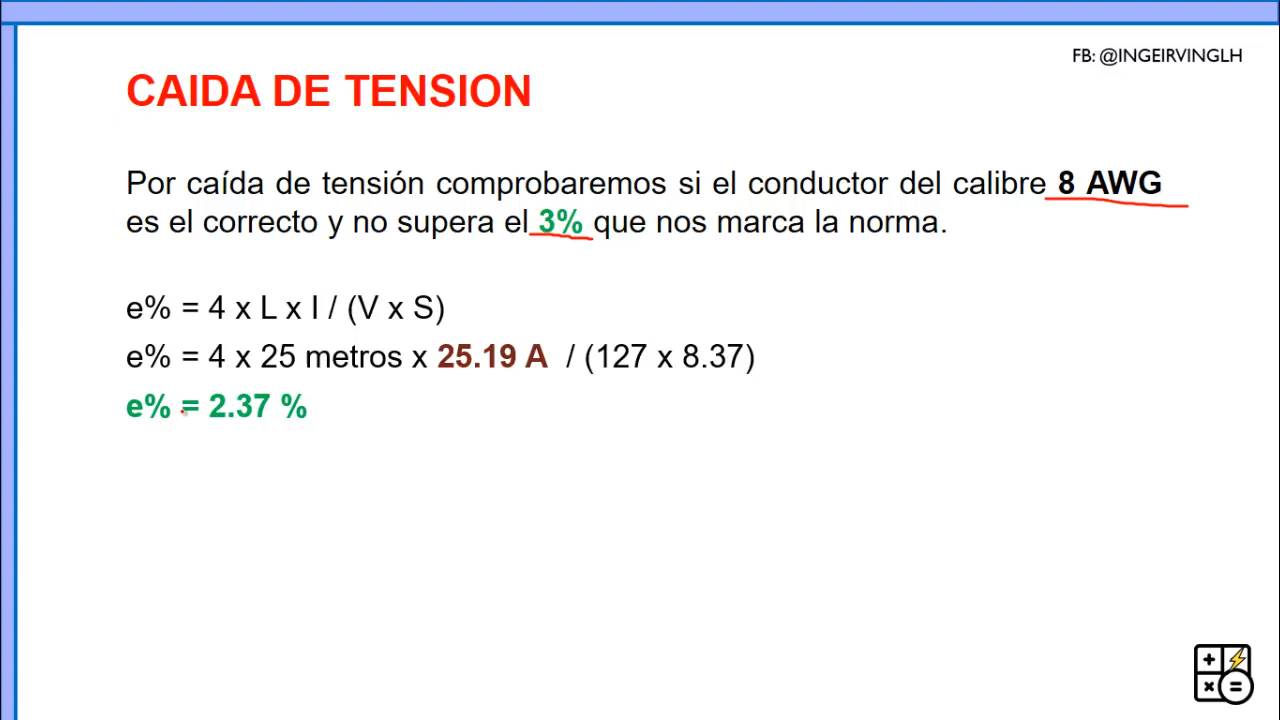 FB: @INGEIRVINGLH
CAIDA DE TENSION
Por caída de tensión comprobaremos si el conductor del calibre 8 AWG
es el correcto y no supera el 3% que nos marca la norma.
e% = 4 x L x I / (V x S)
e% = 4 x 25 metros x 25.19 A / (127 x 8.37)
e% = 2.37 %